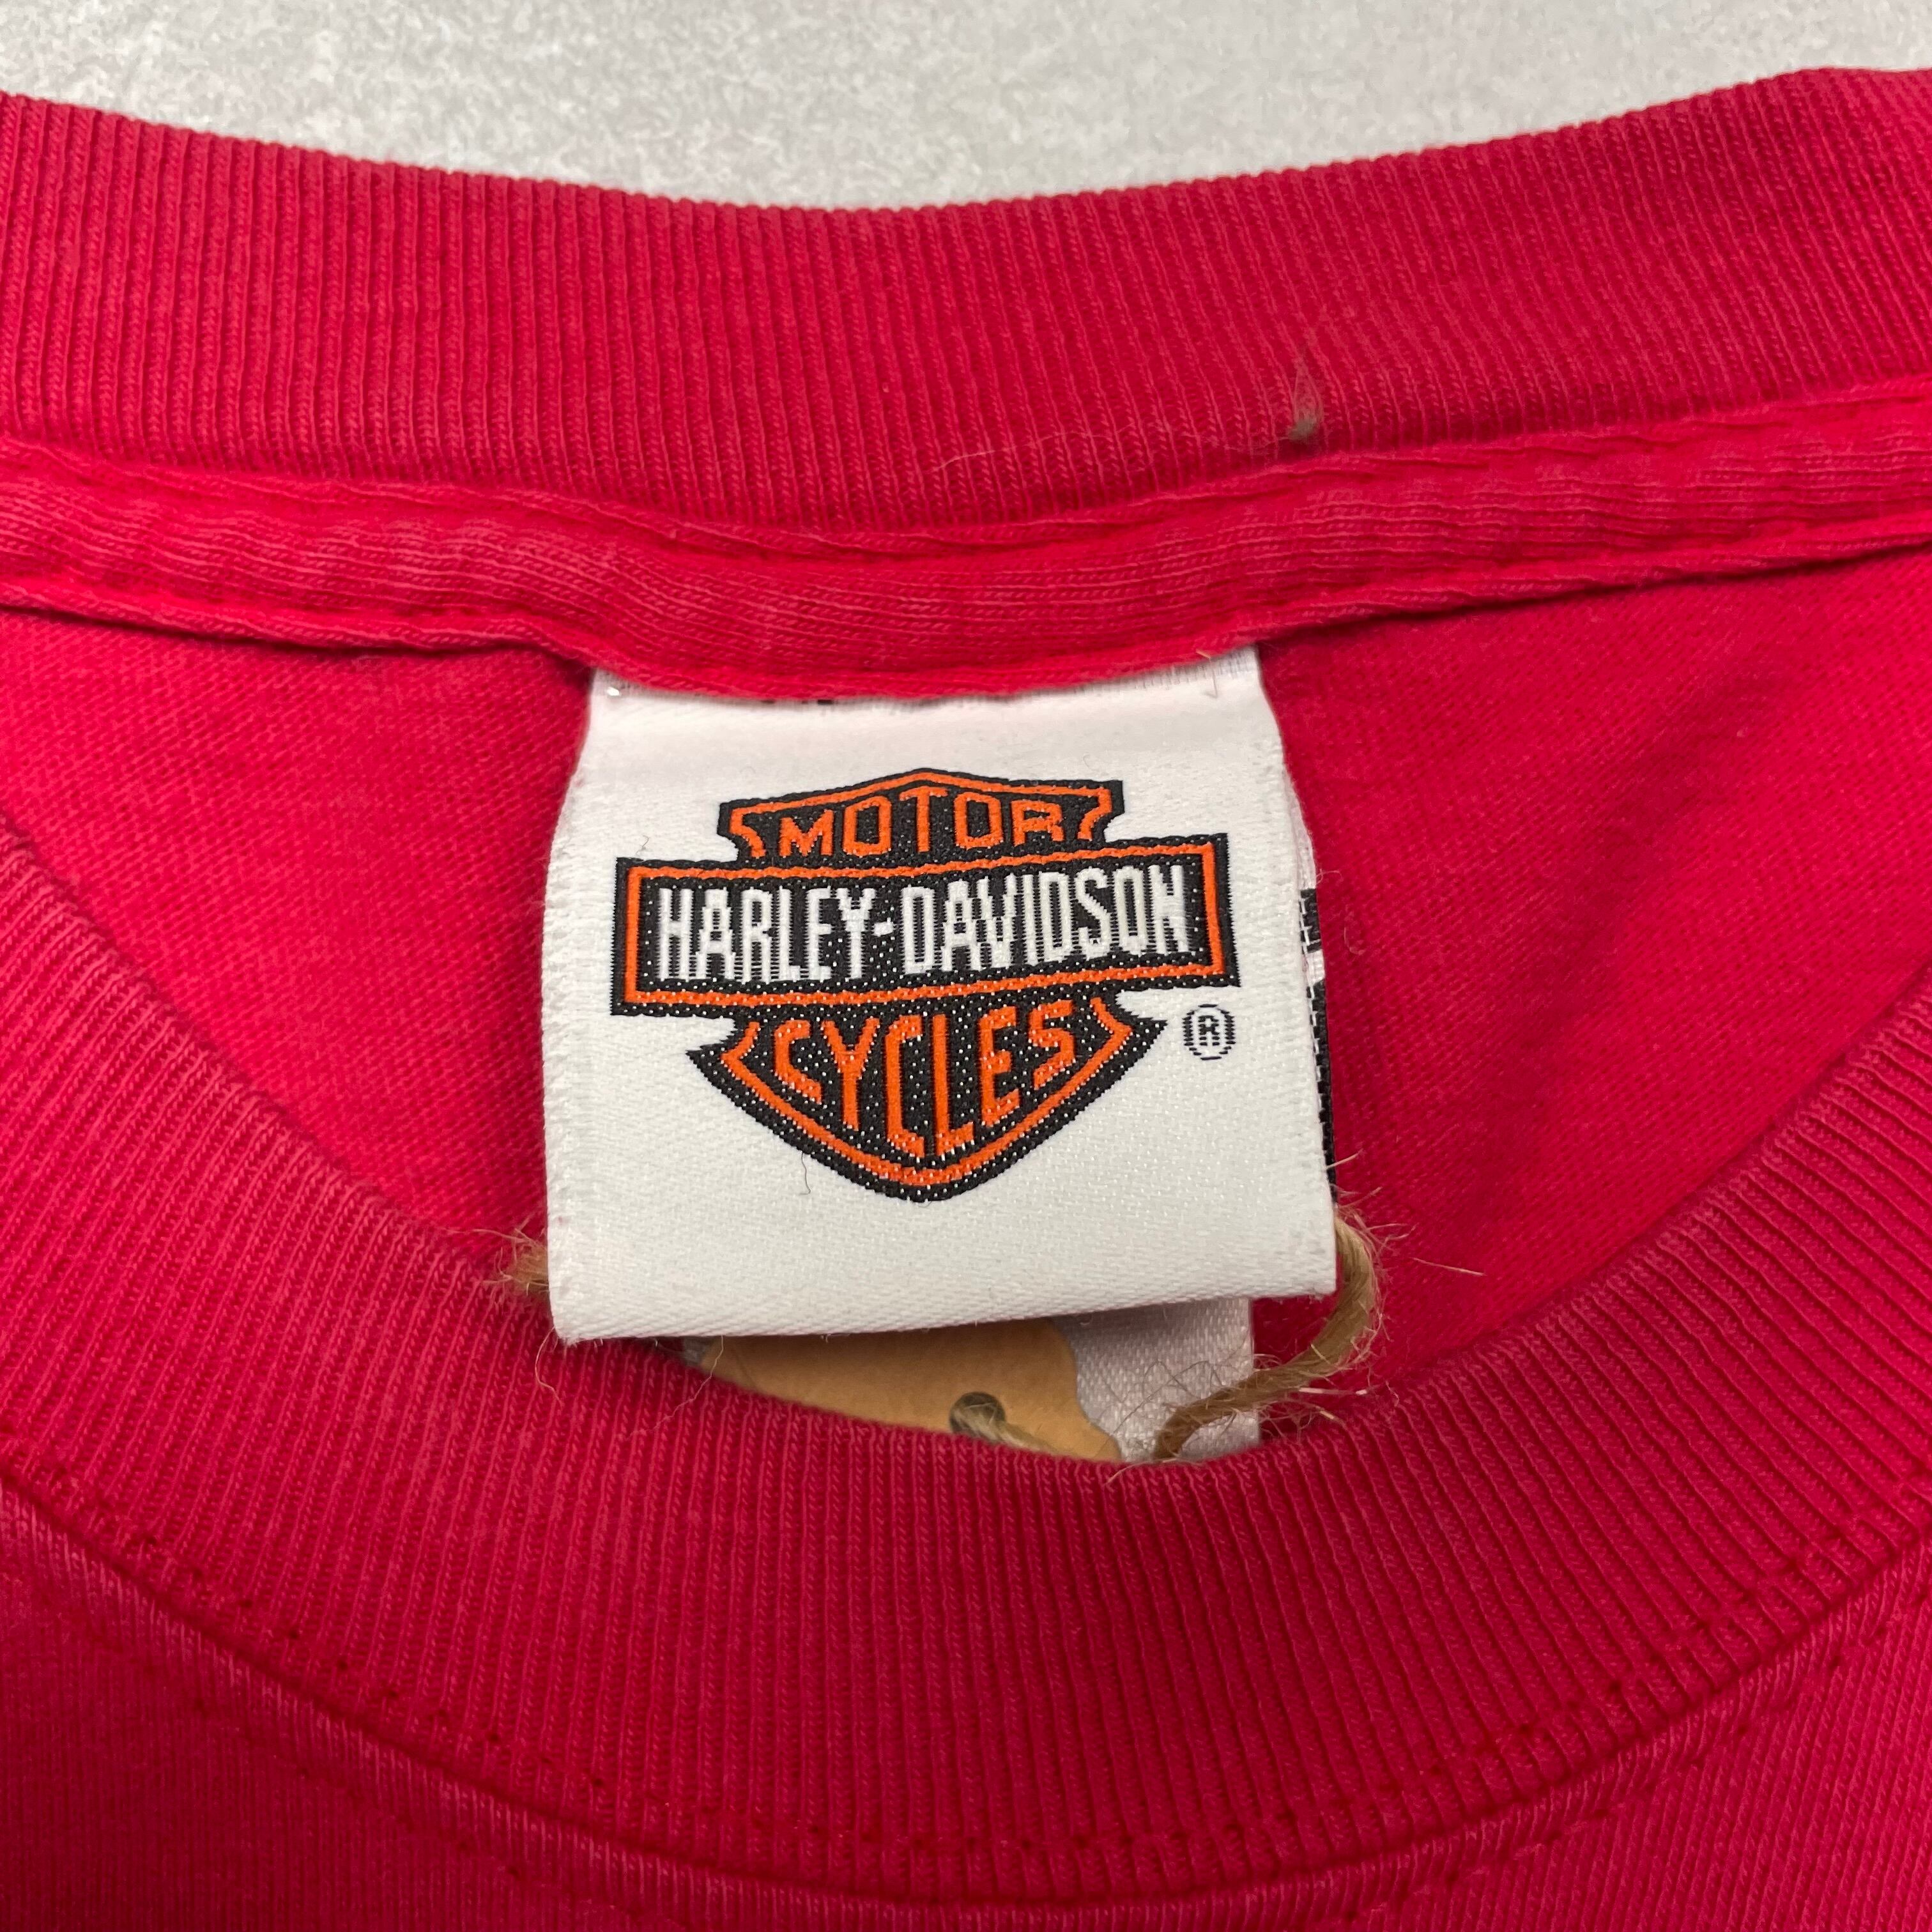 MOTOR
HARLEY-DAVIDSON
CYCLES
®